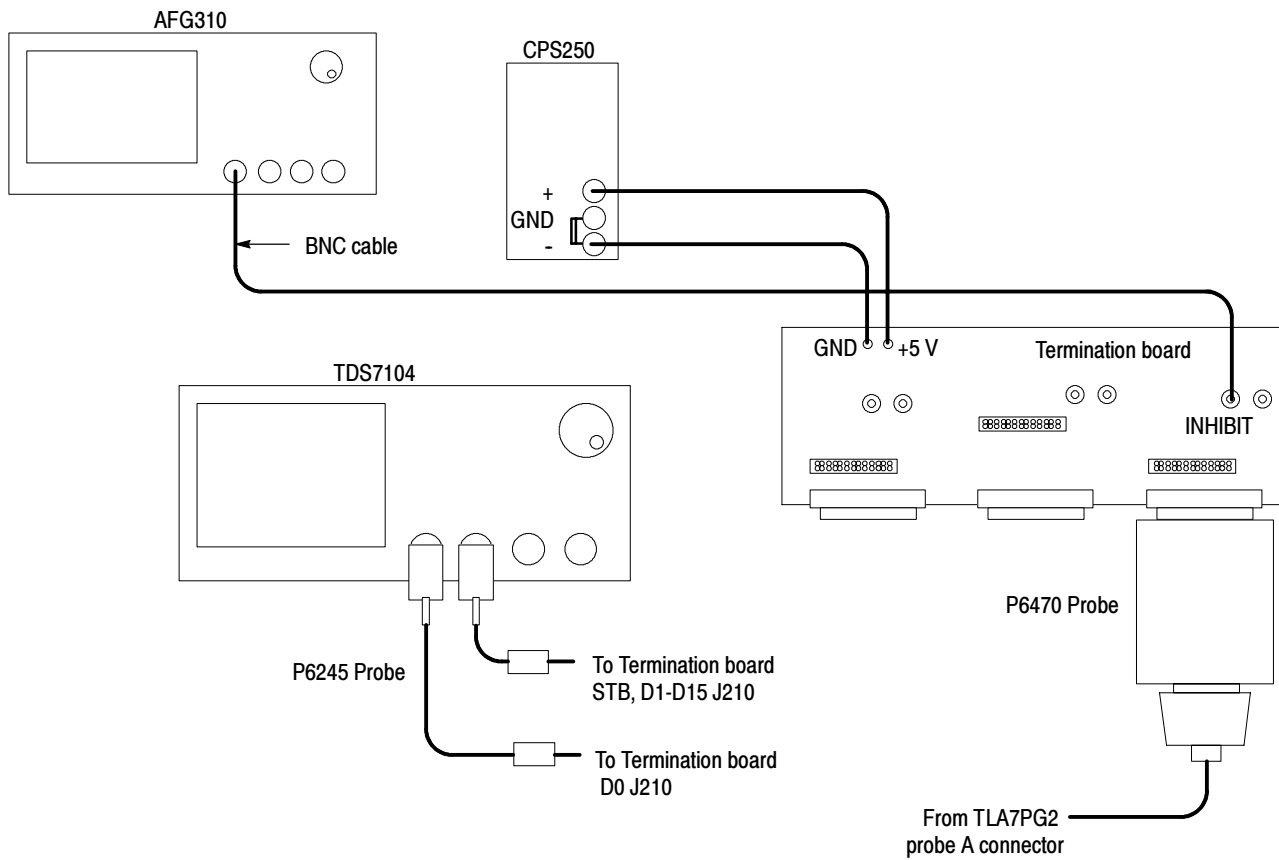 AFG310
CPS250
+
GND
-
BNC cable
GND
+5 V
Termination board
INHIBIT
TDS7104
P6245 Probe
To Termination board
STB, D1-D15 J210
To Termination board
D0 J210
P6470 Probe
From TLA7PG2
probe A connector